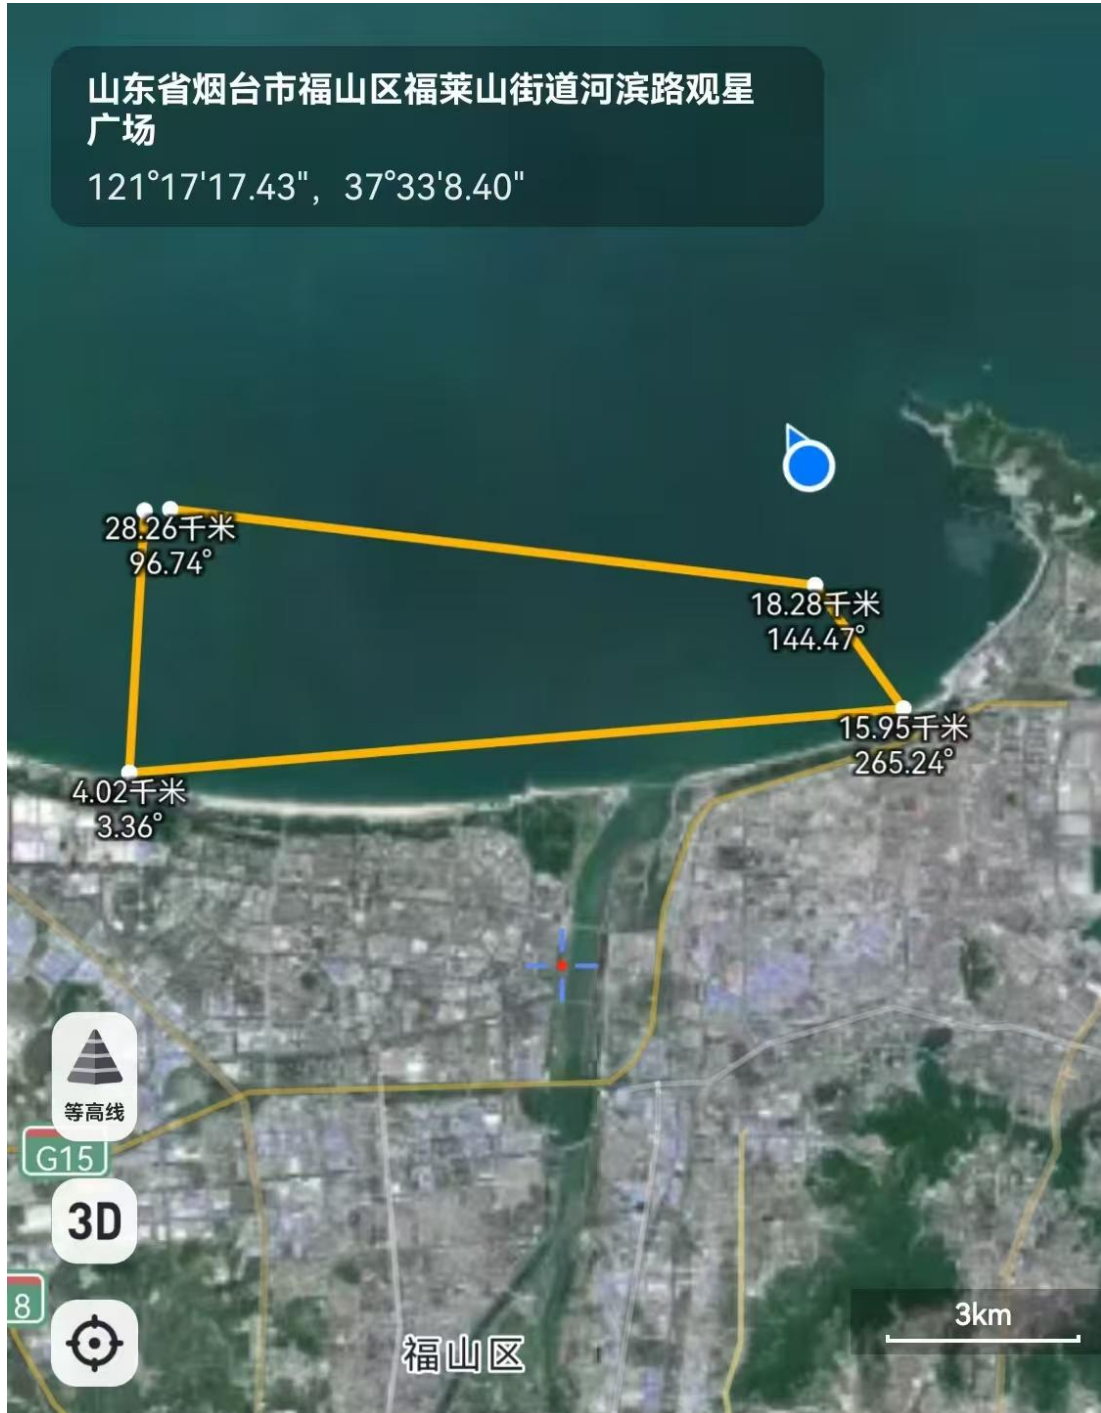 山东省烟台市福山区福莱山街道河滨路观星
广场
121°17'17.43", 37°33'8.40"
28.26千米
96.74°
18.28千米
144.47°
15.95千米
265.24°
4.02千米
3.36°
等高线
G15
3D
8
3km
福山区